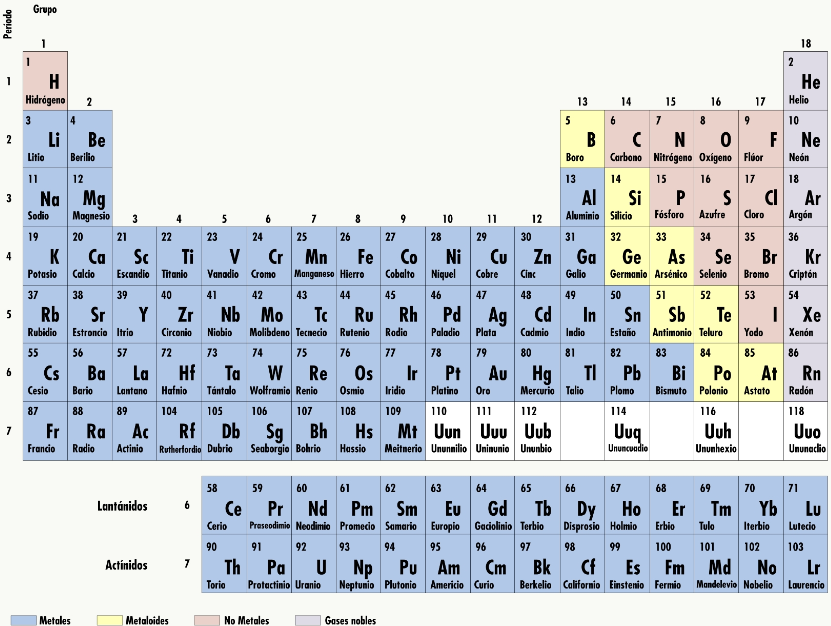 Grupo
Período
1 18
1 2
H He
Hidrógeno Helio
1
2 13 14 15 16 17
3 4 5 6 7 8 9 10
Li Be B C N O F Ne
Litio Berilio Boro Carbono Nitrógeno Oxígeno Flúor Neón
2
11 12 13 14 15 16 17 18
Na Mg Al Si P S Cl Ar
Sodio Magnesio Aluminio Silicio Fósforo Azufre Cloro Argón
3
3 4 5 6 7 8 9 10 11 12
19 20 21 22 23 24 25 26 27 28 29 30 31 32 33 34 35 36
4 K Ca Sc Ti V Cr Mn Fe Co Ni Cu Zn Ga Ge As Se Br Kr
Potasio Calcio Escandio Titanio Vanadio Cromo Manganeso Hierro Cobalto Níquel Cobre Cinc Galio Germanio Arsénico Selenio Bromo Criptón
37 38 39 40 41 42 43 44 45 46 47 48 49 50 51 52 53 54
5 Rb Sr Y Zr Nb Mo Tc Ru Rh Pd Ag Cd In Sn Sb Te I Xe
Rubidio Estroncia Itrio Circonio Niobio Molibdeno Tecnecio Rutenio Rodio Paladio Plata Cadmio Indio Estaño Antimonio Teluro Yodo Xenón
55 56 57 72 73 74 75 76 77 78 79 80 81 82 83 84 85 86
6 Cs Ba La Hf Ta W Re Os Ir Pt Au Hg Tl Pb Bi Po At Rn
Cesio Bario Lantano Hafnio Tántalo Wolframio Renio Osmio Iridio Platino Oro Mercurio Talio Plomo Bismuto Polonio Astato Radón
87 88 89 104 105 106 107 108 109 110 111 112 114 116 118
7 Fr Ra Ac Rf Db Sg Bh Hs Mt Uun Uuu Uub Uuq Uuh Uuo
Francio Radio Actinio Rutherfordio Dubrio Seaborgio Bohrio Hassio Meitnerio Ununnilio Uninunio Ununbio Ununcuadio Ununhexio Ununoctio
58 59 60 61 62 63 64 65 66 67 68 69 70 71
Lantánidos 6 Ce Pr Nd Pm Sm Eu Gd Tb Dy Ho Er Tm Yb Lu
Cerio Praseodimio Neodimio Promecio Samario Europio Gaciolinio Terbio Disprosio Holmio Erbio Tulo Iterbio Lutecio
90 91 92 93 94 95 96 97 98 99 100 101 102 103
Actínidos 7 Th Pa U Np Pu Am Cm Bk Cf Es Fm Md No Lr
Torio Protactinio Uranio Neptunio Plutonio Americio Curio Berkelio Californio Einstenio Fermio Mandelevio Nobelio Laurencio
Metales Metaloides No Metales Gases nobles